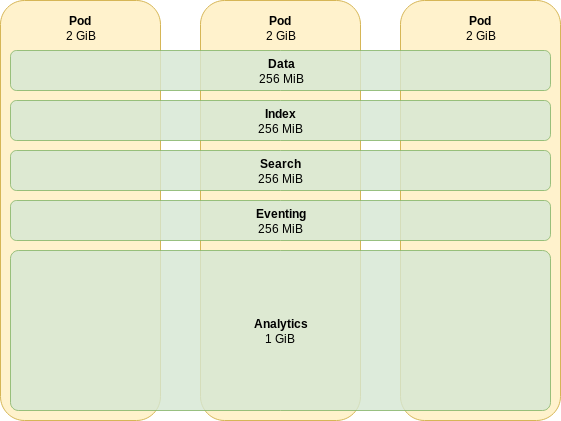 Pod
2 GiB
Pod
2 GiB
Pod
2 GiB
Data
256 MiB
Index
256 MiB
Search
256 MiB
Eventing
256 MiB
Analytics
1 GiB